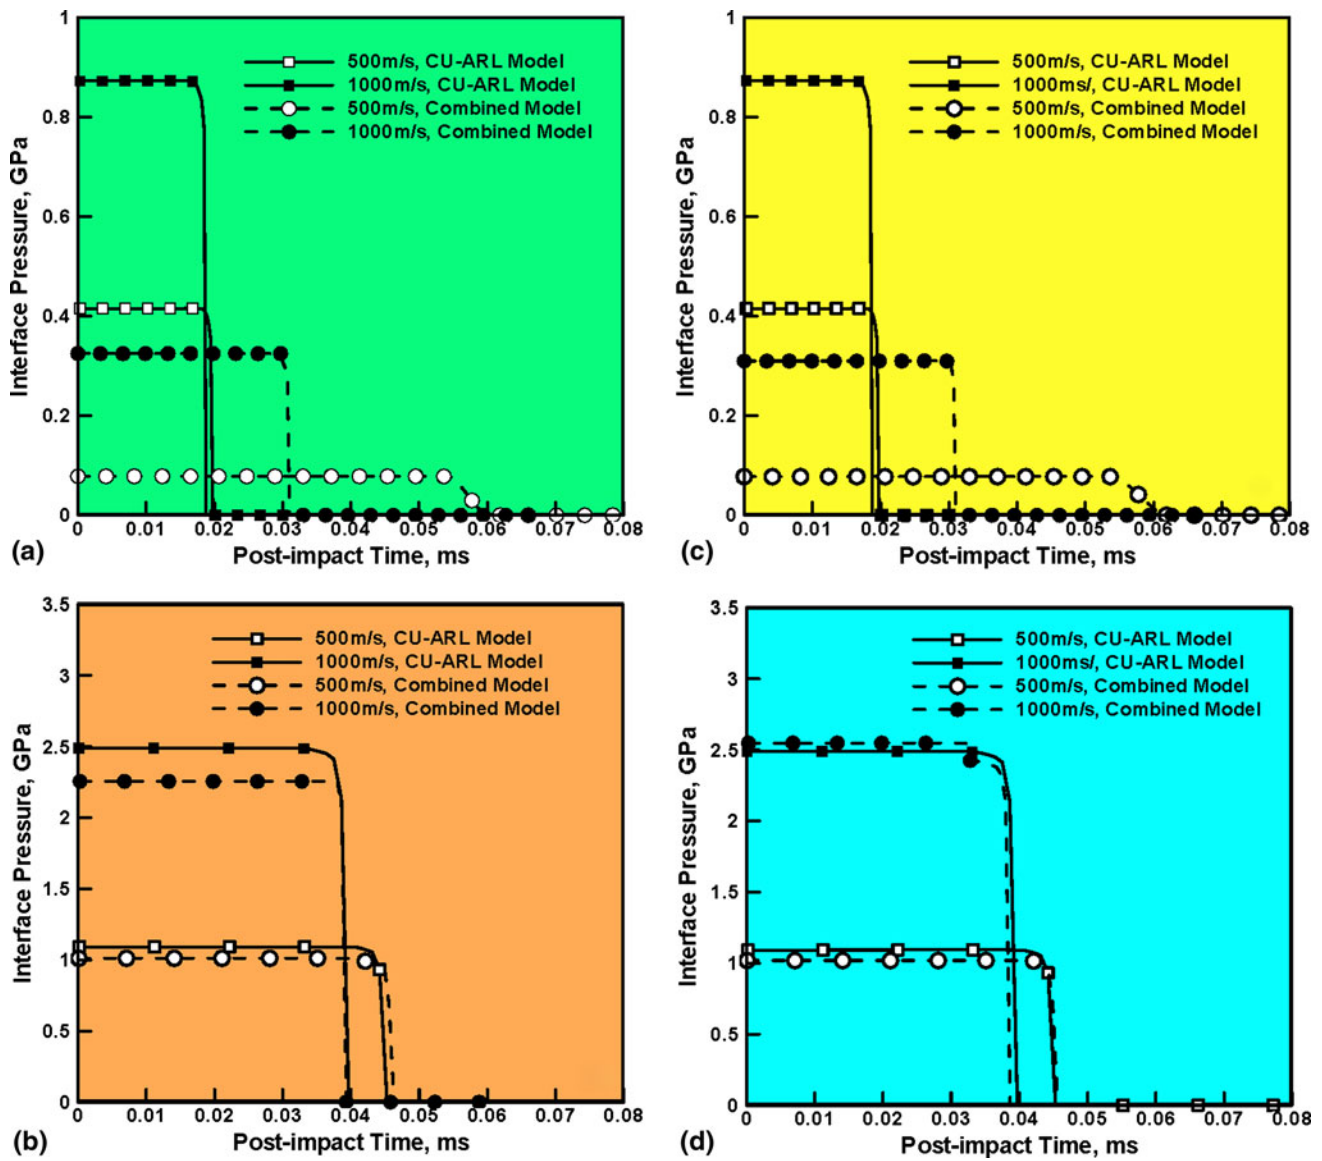 1
0.8
0.6
0.4
0.2
0
Interface Pressure, GPa
500m/s, CU-ARL Model
1000m/s, CU-ARL Model
500m/s, Combined Model
1000m/s, Combined Model
0 0.01 0.02 0.03 0.04 0.05 0.06 0.07 0.08
Post-impact Time, ms
(a)
1
0.8
0.6
0.4
0.2
0
Interface Pressure, GPa
500m/s, CU-ARL Model
1000ms/, CU-ARL Model
500m/s, Combined Model
1000m/s, Combined Model
0 0.01 0.02 0.03 0.04 0.05 0.06 0.07 0.08
Post-impact Time, ms
(c)
3.5
3
2.5
2
1.5
1
0.5
0
Interface Pressure, GPa
500m/s, CU-ARL Model
1000m/s, CU-ARL Model
500m/s, Combined Model
1000m/s, Combined Model
0 0.01 0.02 0.03 0.04 0.05 0.06 0.07 0.08
Post-impact Time, ms
(b)
3.5
3
2.5
2
1.5
1
0.5
0
Interface Pressure, GPa
500m/s, CU-ARL Model
1000ms/, CU-ARL Model
500m/s, Combined Model
1000m/s, Combined Model
0 0.01 0.02 0.03 0.04 0.05 0.06 0.07 0.08
Post-impact Time, ms
(d)